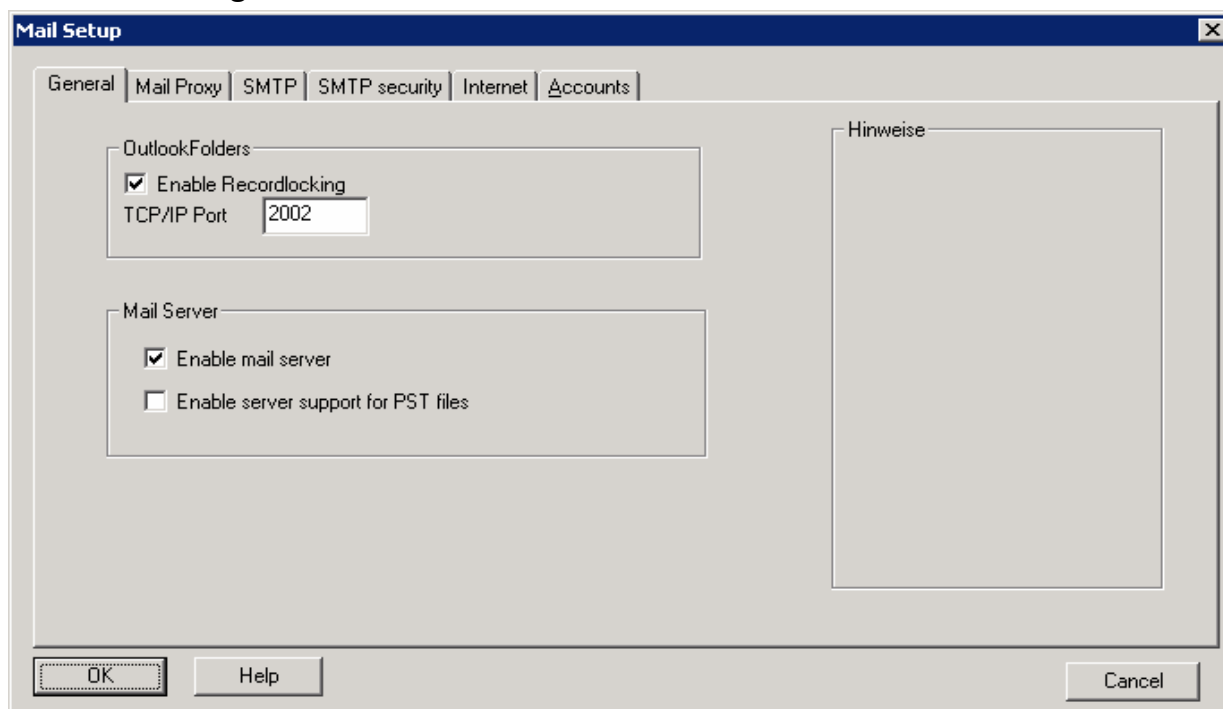 Mail Setup
General Mail Proxy SMTP SMTP security Internet Accounts
OutlookFolders
Enable Recordlocking
TCP/IP Port 2002
Mail Server
Enable mail server
Enable server support for PST files
Hinweise
OK Help Cancel